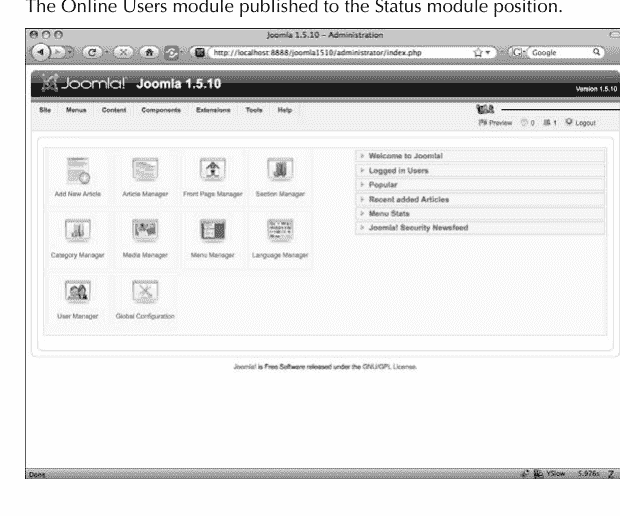 The Online Users module published to the Status module position.
Joomla 1.5.10 – Administration
http://localhost:8888/joomla1510/administrator/index.php
Google
Joomla! Joomla 1.5.10
Version 1.5.10
Site Menus Content Components Extensions Tools Help
Preview 0 1 Logout
Add New Article Article Manager Front Page Manager Section Manager
Category Manager Media Manager Menu Manager Language Manager
User Manager Global Configuration
Welcome to Joomla!
Logged in Users
Popular
Recent added Articles
Menu Stats
Joomla! Security Newsfeed
Joomla! is Free Software released under the GNU/GPL License.
Done YSlow 5.976s